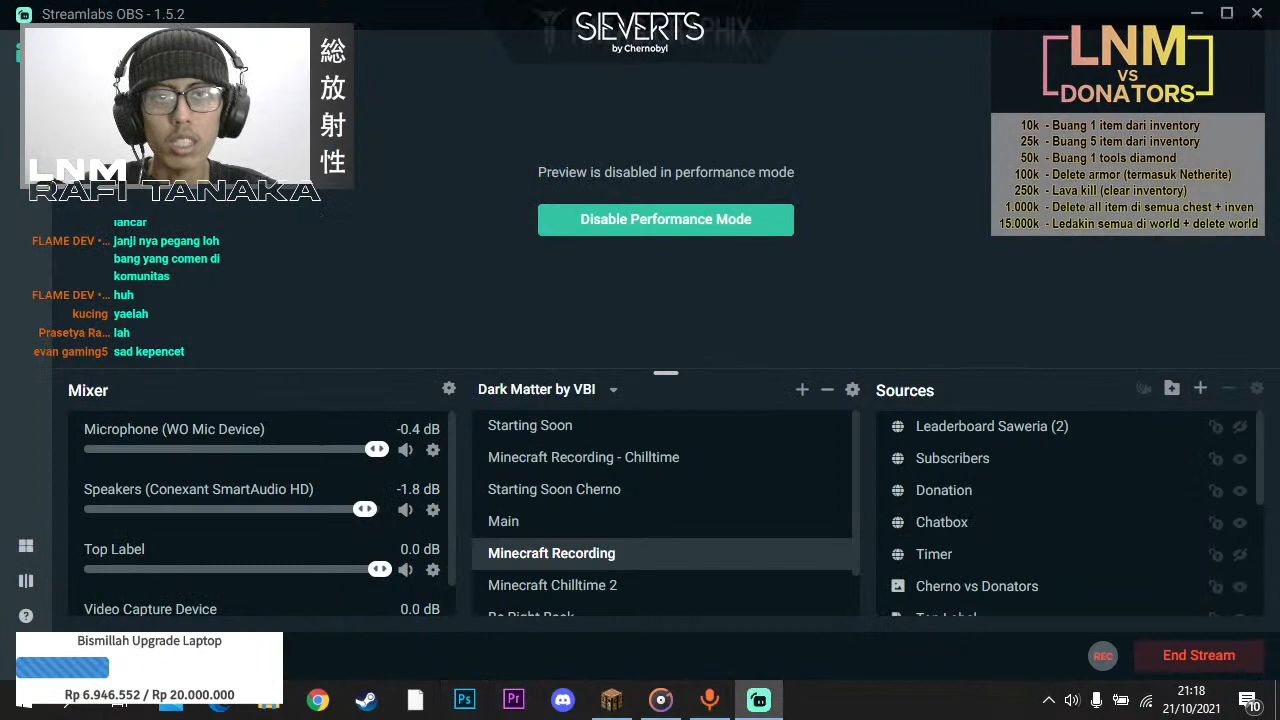 Streamlabs OBS - 1.5.2
SIEVERTS
by Chernobyl
総
放
射
性
LNM
RAFI TANAKA
LNM
VS
DONATORS
10k - Buang 1 item dari inventory
25k - Buang 5 item dari inventory
50k - Buang 1 tools diamond
100k - Delete armor (termasuk Netherite)
250k - Lava kill (clear inventory)
1.000k - Delete all item di semua chest + inven
15.000k - Ledakin semua di world + delete world
Preview is disabled in performance mode
Disable Performance Mode
lancar
FLAME DEV •... janji nya pegang loh
bang yang comen di
komunitas
FLAME DEV •... huh
kucing yaelah
Prasetya Ra... lah
evan gaming5 sad kepencet
Mixer
Microphone (WO Mic Device) -0.4 dB
Speakers (Conexant SmartAudio HD) -1.8 dB
Top Label 0.0 dB
Video Capture Device 0.0 dB
Dark Matter by VBI
Starting Soon
Minecraft Recording - Chilltime
Starting Soon Cherno
Main
Minecraft Recording
Minecraft Chilltime 2
Be Right Back
Sources
Leaderboard Saweria (2)
Subscribers
Donation
Chatbox
Timer
Cherno vs Donators
Top Label
Bismillah Upgrade Laptop
Rp 6.946.552 / Rp 20.000.000
REC
End Stream
Ps
Pr
21:18
21/10/2021
10